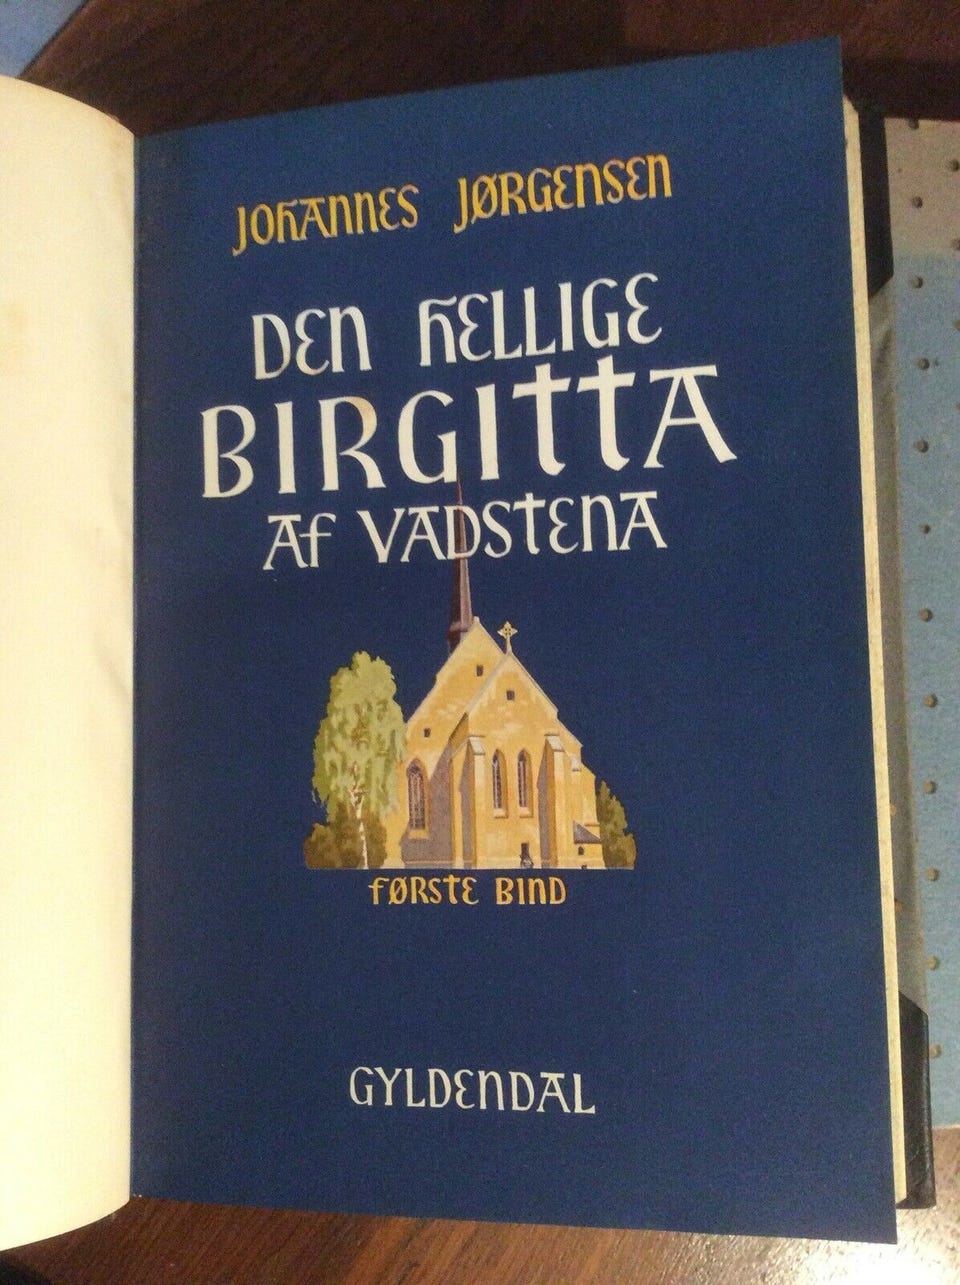 JOHANNES JØRGENSEN
DEN HELLIGE
BIRGITTA
AF VADSTENA
FØRSTE BIND
GYLDENDAL